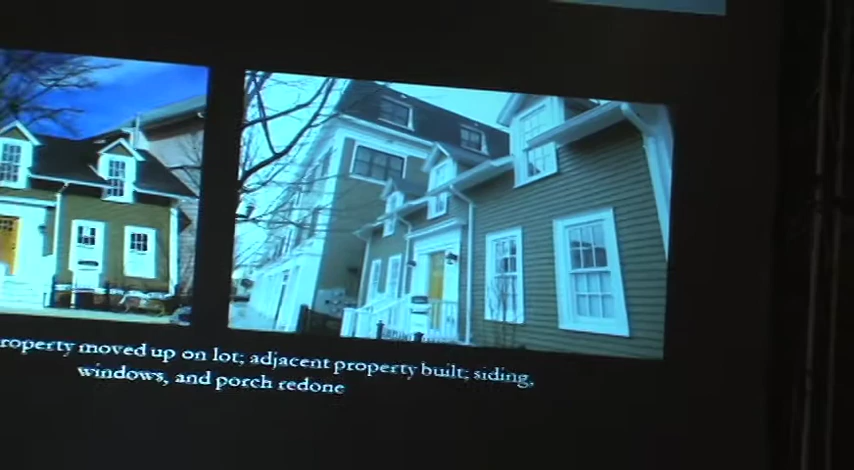 roperty moved up on lot; adjacent property built; siding,
windows, and porch redone